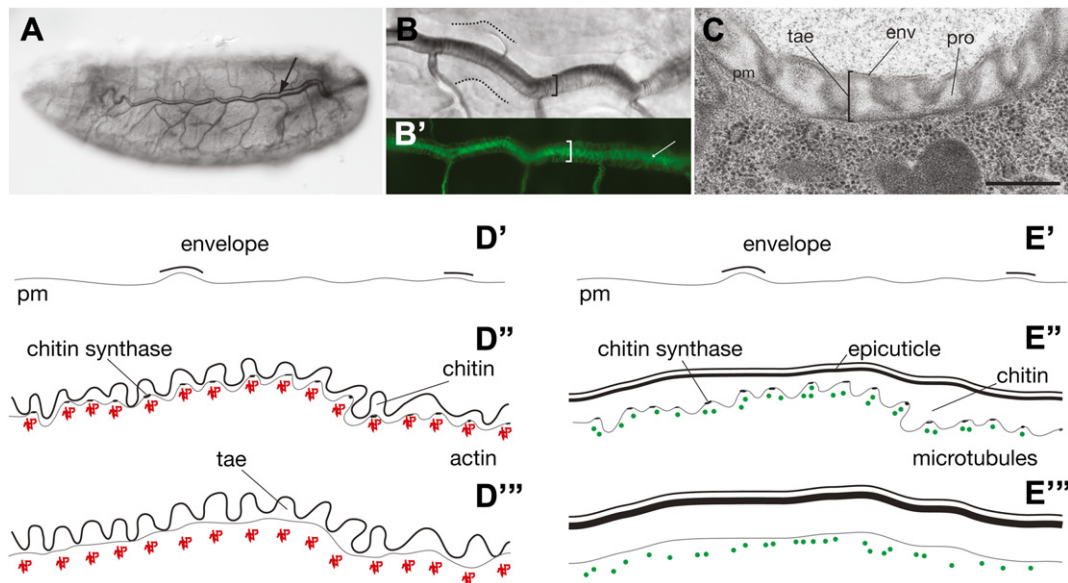 A
B
B'
C
tae
env
pro
pm
envelope
D'
pm
envelope
E'
pm
D"
chitin synthase
chitin
actin
E"
chitin synthase
epicuticle
chitin
microtubules
tae
D'''
E'''